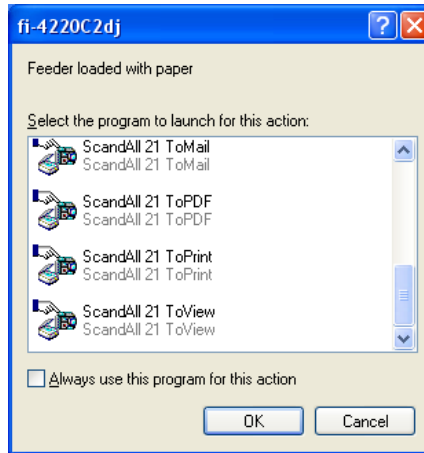 fi-4220C2dj
Feeder loaded with paper
Select the program to launch for this action:
ScandAll 21 ToMail
ScandAll 21 ToMail
ScandAll 21 ToPDF
ScandAll 21 ToPDF
ScandAll 21 ToPrint
ScandAll 21 ToPrint
ScandAll 21 ToView
ScandAll 21 ToView
Always use this program for this action
OK Cancel